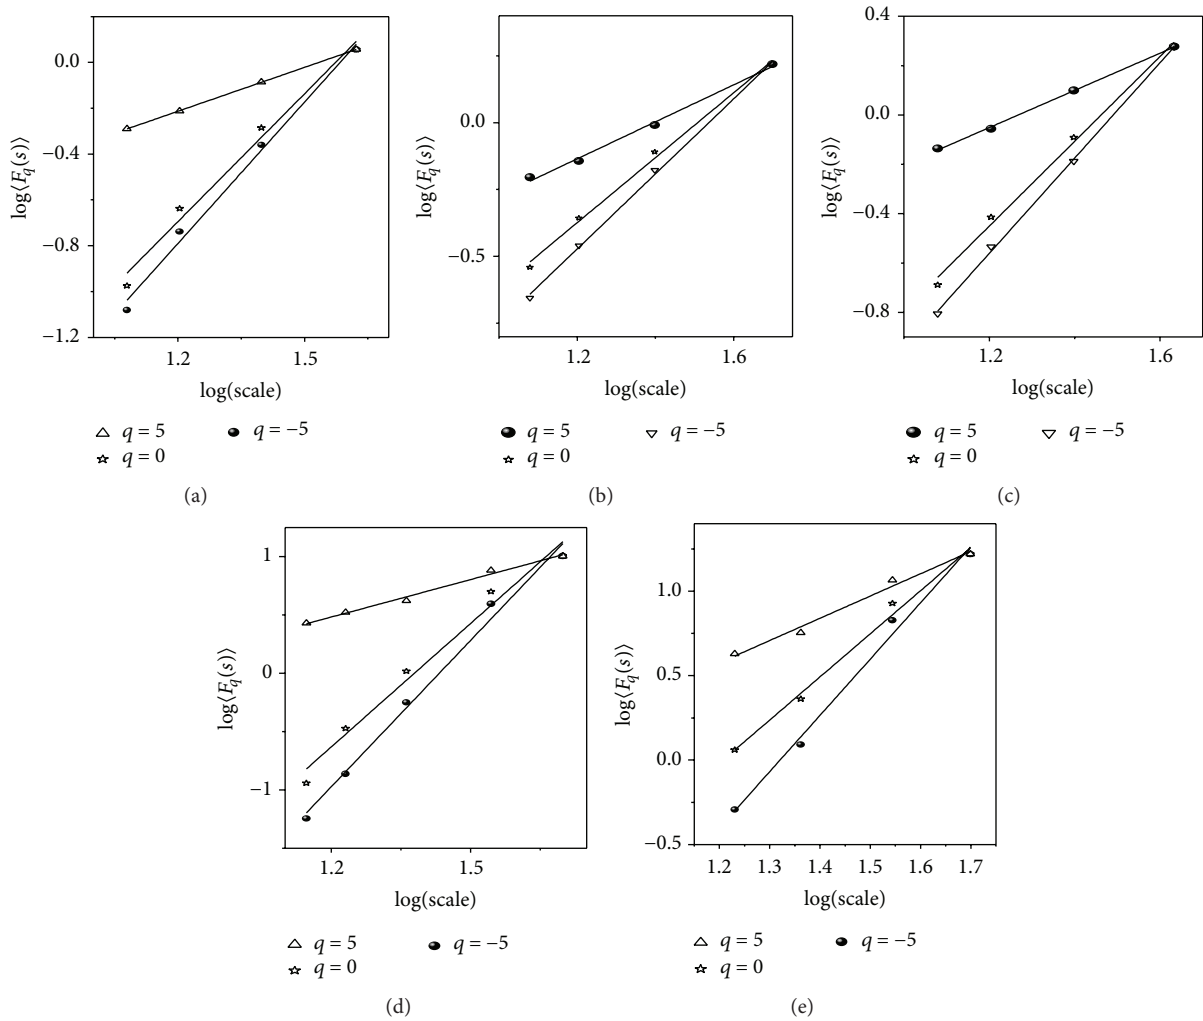 0.0
−0.4
−0.8
−1.2
log⟨F_q(s)⟩
1.2 1.5
log(scale)
q = 5 q = −5
q = 0
(a)
0.0
−0.5
log⟨F_q(s)⟩
1.2 1.6
log(scale)
q = 5 q = −5
q = 0
(b)
0.4
0.0
−0.4
−0.8
log⟨F_q(s)⟩
1.2 1.6
log(scale)
q = 5 q = −5
q = 0
(c)
1
0
−1
log⟨F_q(s)⟩
1.2 1.5
log(scale)
q = 5 q = −5
q = 0
(d)
1.0
0.5
0.0
−0.5
log⟨F_q(s)⟩
1.2 1.3 1.4 1.5 1.6 1.7
log(scale)
q = 5 q = −5
q = 0
(e)